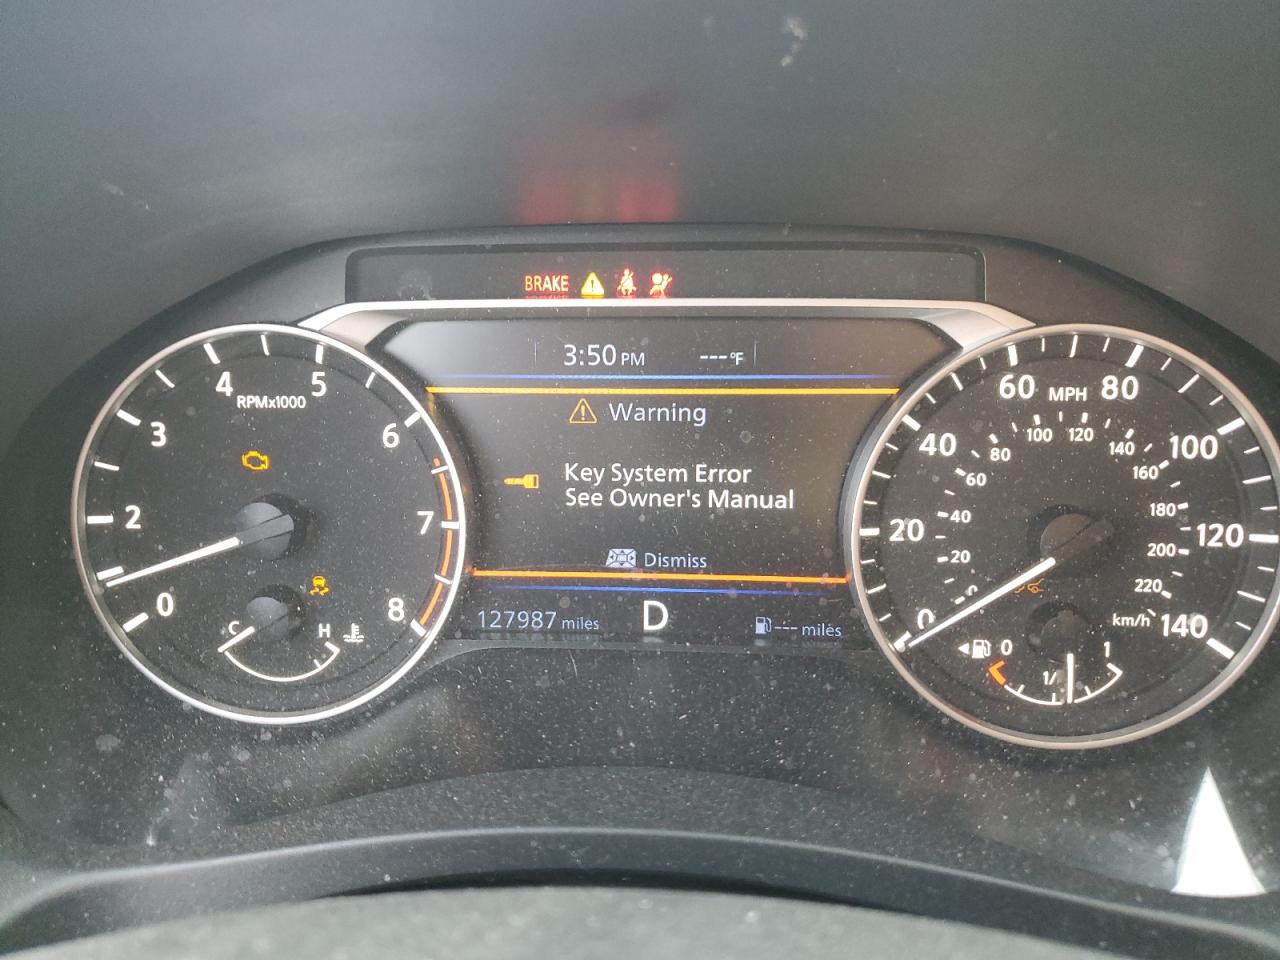 BRAKE
3:50 PM
---°F
Warning
Key System Error
See Owner's Manual
Dismiss
127987 miles
D
--- miles
0
2
3
4
5
6
7
8
RPMx1000
C
H
0
20
40
60
80
100
120
140
MPH
0
20
40
60
80
100
120
140
160
180
200
220
km/h
0
1/
1